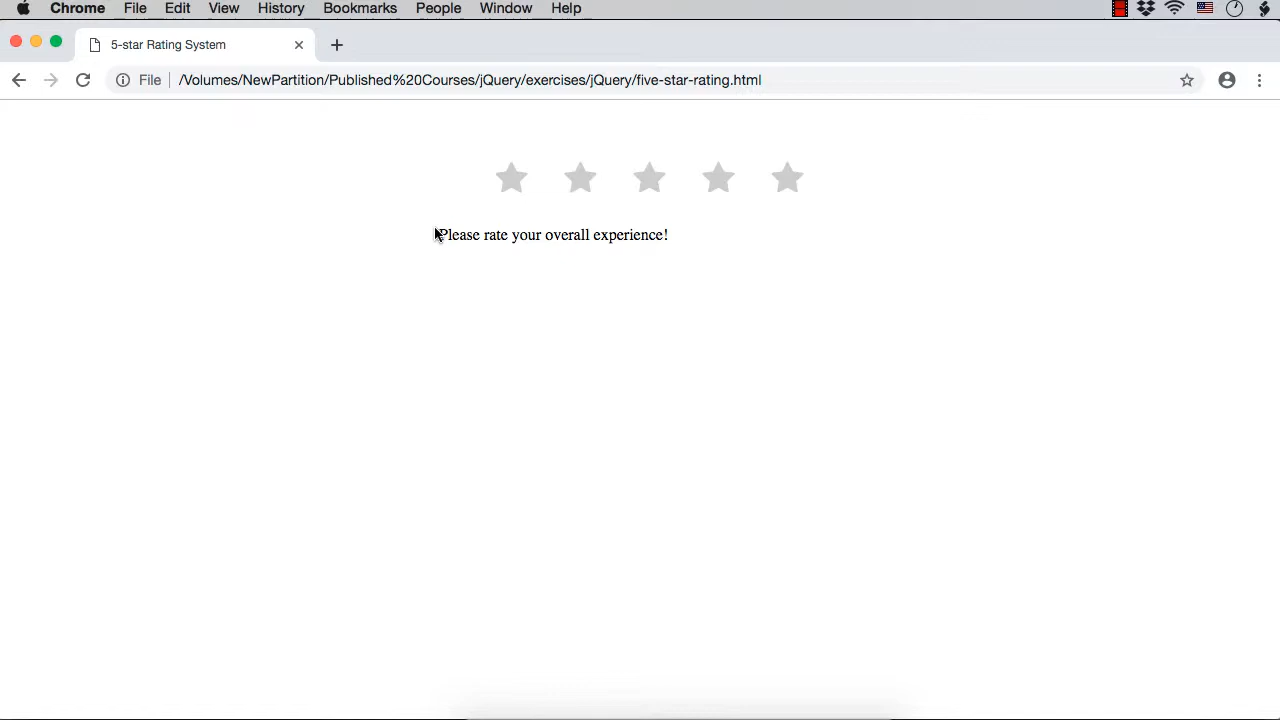 Chrome File Edit View History Bookmarks People Window Help
5-star Rating System
File /Volumes/NewPartition/Published%20Courses/jQuery/exercises/jQuery/five-star-rating.html
Please rate your overall experience!